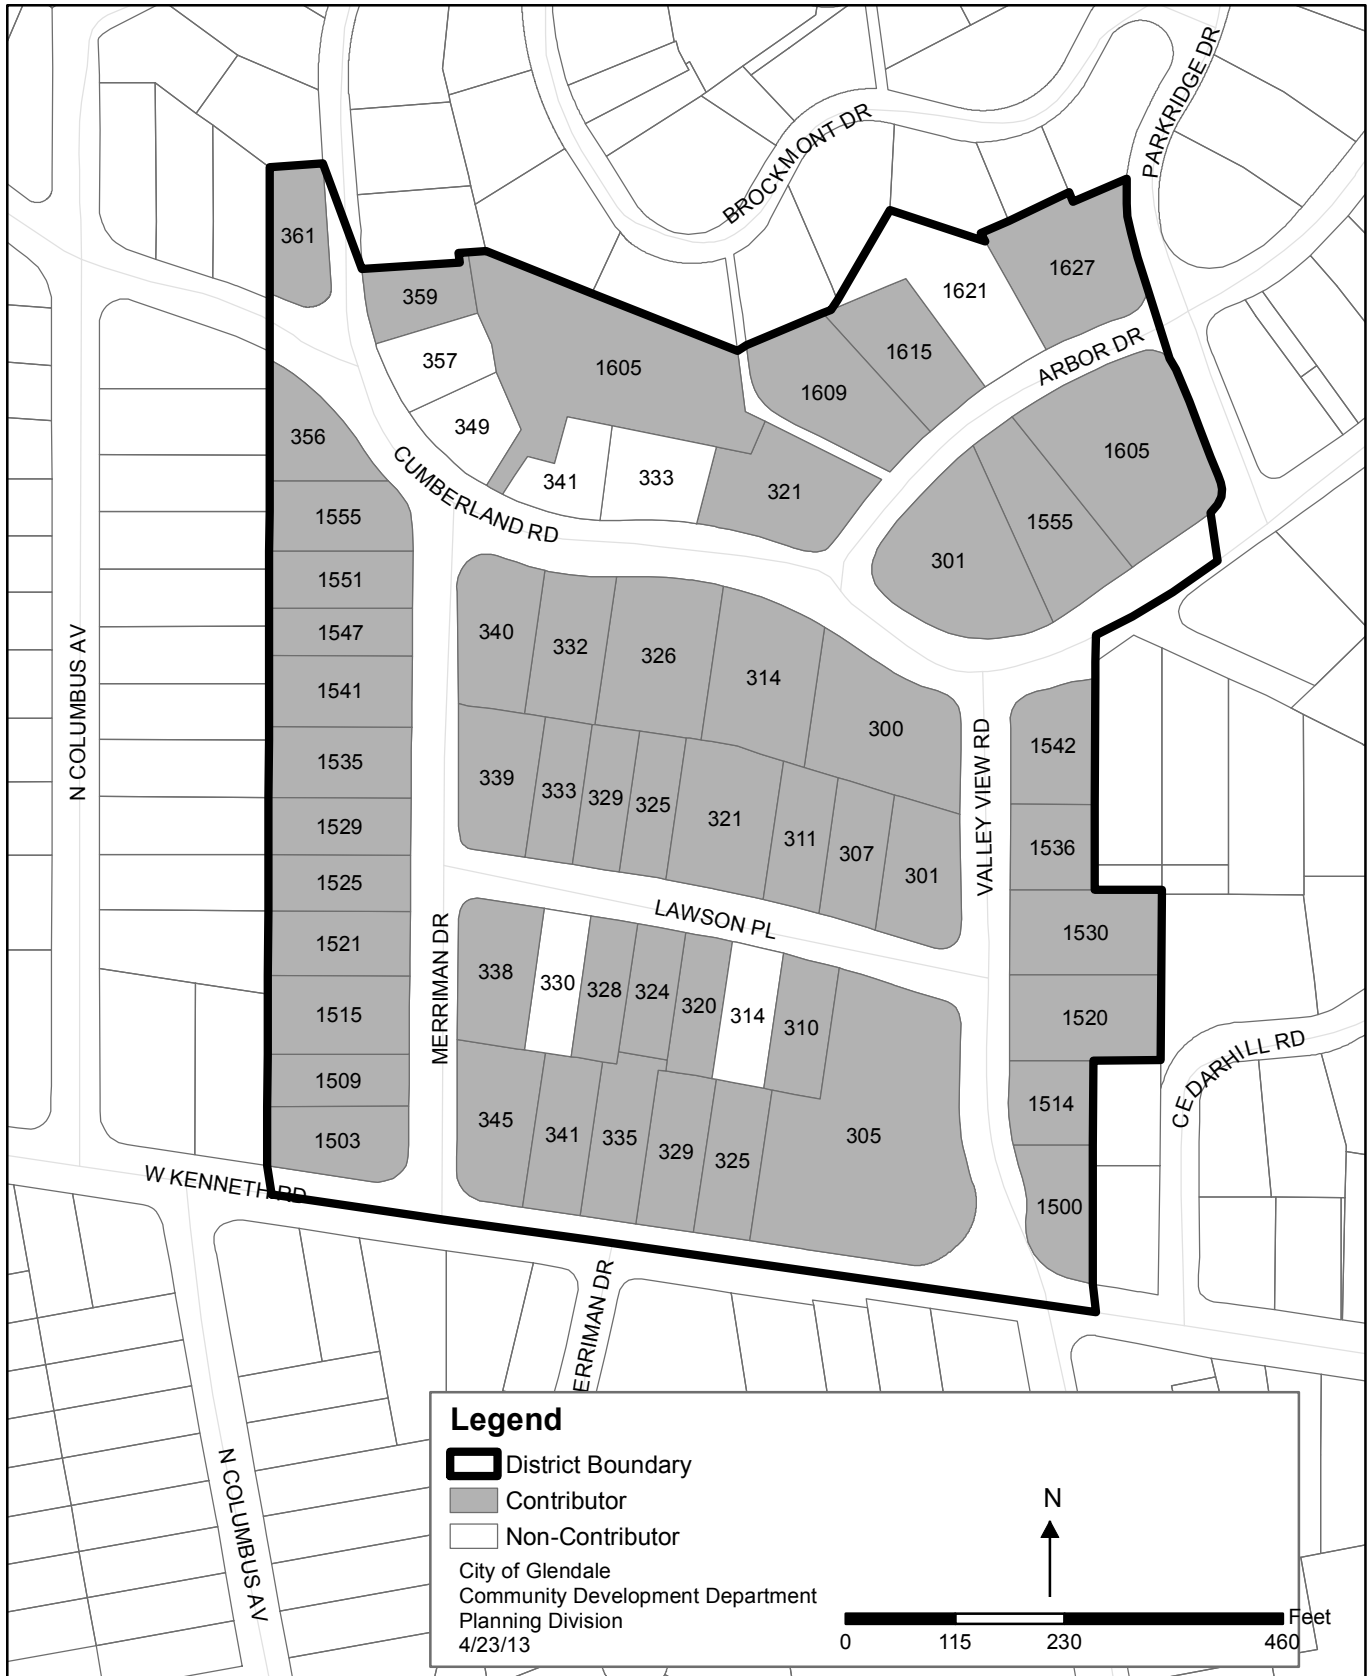 PARKRIDGE DR
BROCKMONT DR
361
359
1621
1627
357
1605
1615
ARBOR DR
1609
349
356
CUMBERLAND RD
341
333
321
1605
1555
1555
301
1551
1547
340
332
326
314
300
1541
N COLUMBUS AV
1535
339
333
329
325
321
311
307
301
VALLEY VIEW RD
1542
1536
1529
1525
LAWSON PL
1530
1521
MERRIMAN DR
338
330
328
324
320
314
310
1520
1515
CEDARHILL RD
1509
1514
345
341
335
329
325
305
1503
1500
W KENNETH RD
ERRIMAN DR
N COLUMBUS AV
Legend
District Boundary
Contributor
Non-Contributor
City of Glendale
Community Development Department
Planning Division
4/23/13
N
Feet
0 115 230 460